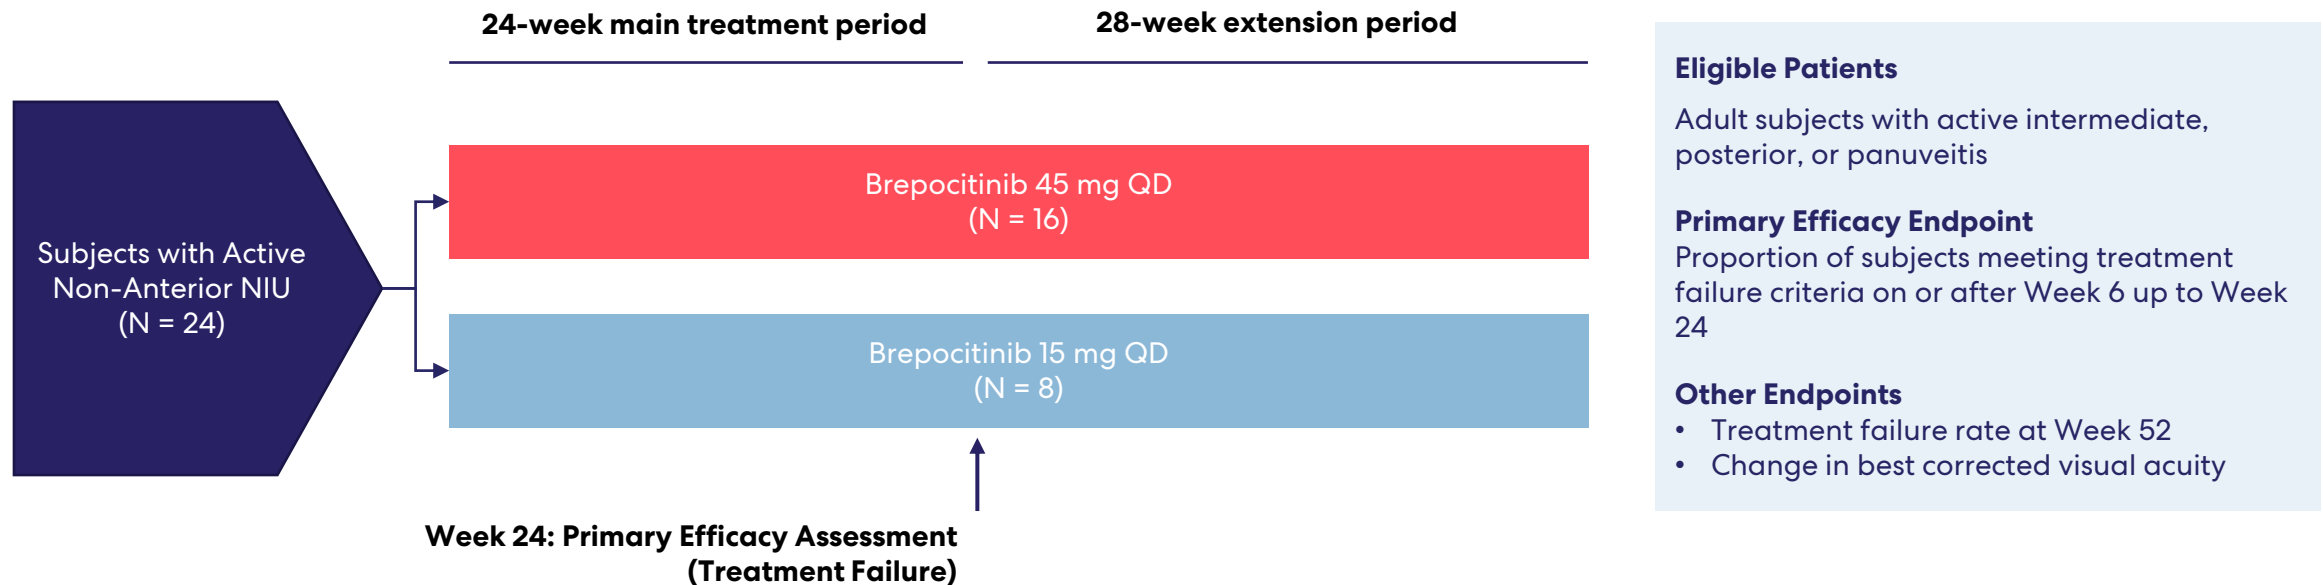 24-week main treatment period
28-week extension period
Subjects with Active
Non-Anterior NIU
(N = 24)
Brepocitinib 45 mg QD
(N = 16)
Brepocitinib 15 mg QD
(N = 8)
Week 24: Primary Efficacy Assessment
(Treatment Failure)
Eligible Patients
Adult subjects with active intermediate,
posterior, or panuveitis
Primary Efficacy Endpoint
Proportion of subjects meeting treatment
failure criteria on or after Week 6 up to Week
24
Other Endpoints
• Treatment failure rate at Week 52
• Change in best corrected visual acuity